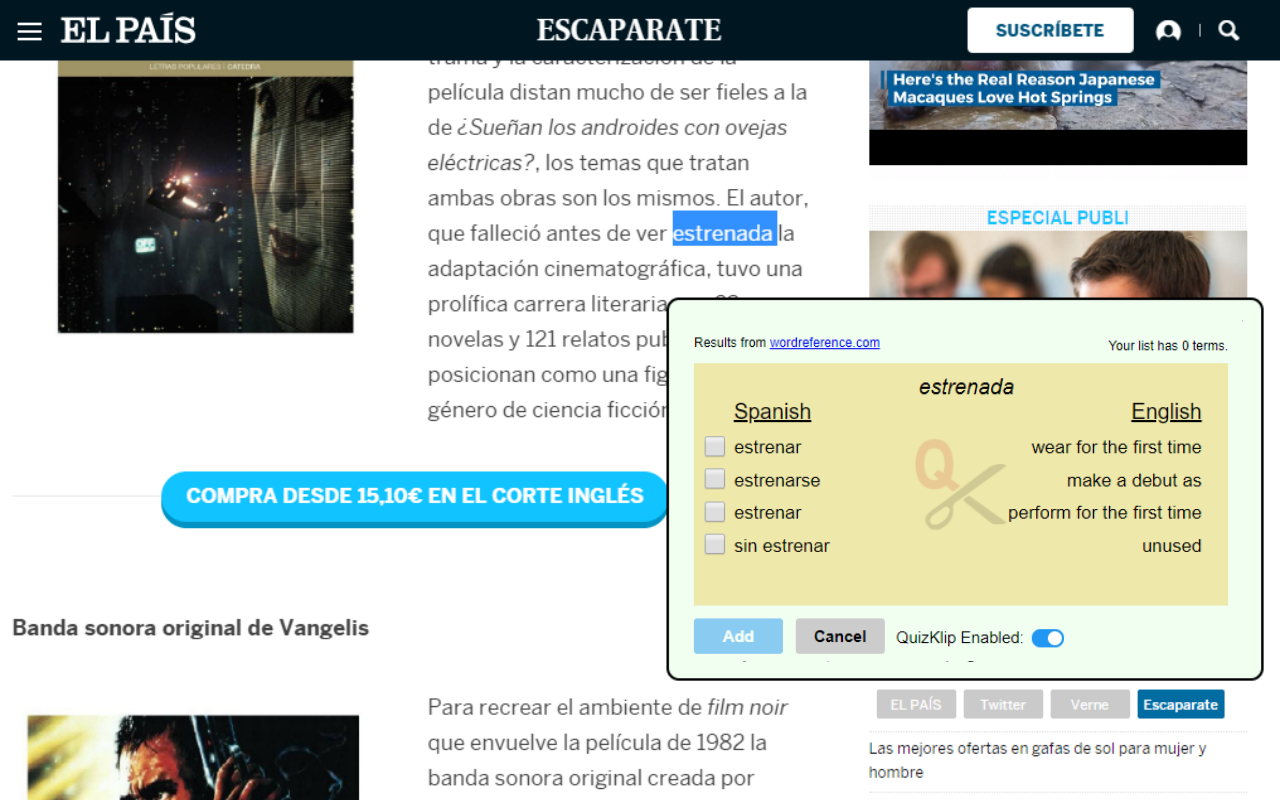 EL PAÍS
ESCAPARATE
SUSCRÍBETE
LETRAS POPULARES | CÁTEDRA
trama y la caracterización de la
película distan mucho de ser fieles a la
de ¿Sueñan los androides con ovejas
eléctricas?, los temas que tratan
ambas obras son los mismos. El autor,
que falleció antes de ver estrenada la
adaptación cinematográfica, tuvo una
prolífica carrera literaria
novelas y 121 relatos
posicionan como una
género de ciencia ficción
COMPRA DESDE 15,10€ EN EL CORTE INGLÉS
Banda sonora original de Vangelis
Para recrear el ambiente de film noir
que envuelve la película de 1982 la
banda sonora original creada por
Here's the Real Reason Japanese
Macaques Love Hot Springs
ESPECIAL PUBLI
Results from wordreference.com
Your list has 0 terms.
estrenada
Spanish English
estrenar wear for the first time
estrenarse make a debut as
estrenar perform for the first time
sin estrenar unused
Q
Add Cancel QuizKlip Enabled:
EL PAÍS Twitter Verne Escaparate
Las mejores ofertas en gafas de sol para mujer y
hombre